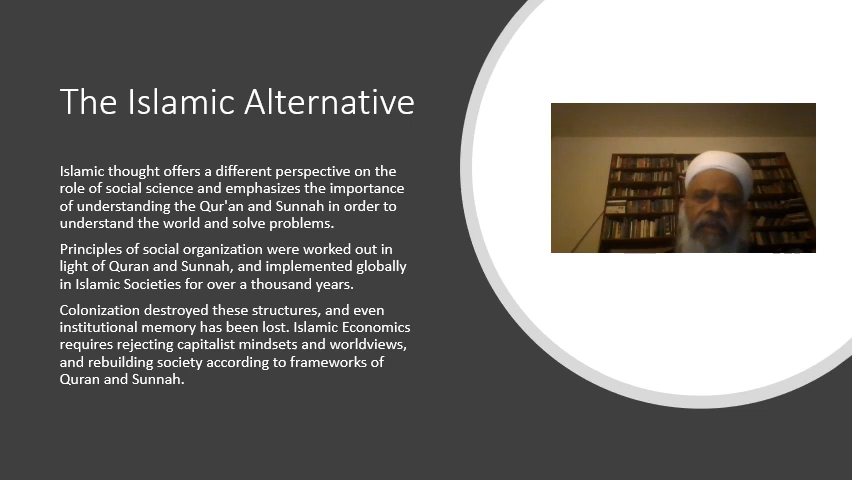 The Islamic Alternative
Islamic thought offers a different perspective on the
role of social science and emphasizes the importance
of understanding the Qur'an and Sunnah in order to
understand the world and solve problems.
Principles of social organization were worked out in
light of Quran and Sunnah, and implemented globally
in Islamic Societies for over a thousand years.
Colonization destroyed these structures, and even
institutional memory has been lost. Islamic Economics
requires rejecting capitalist mindsets and worldviews,
and rebuilding society according to frameworks of
Quran and Sunnah.